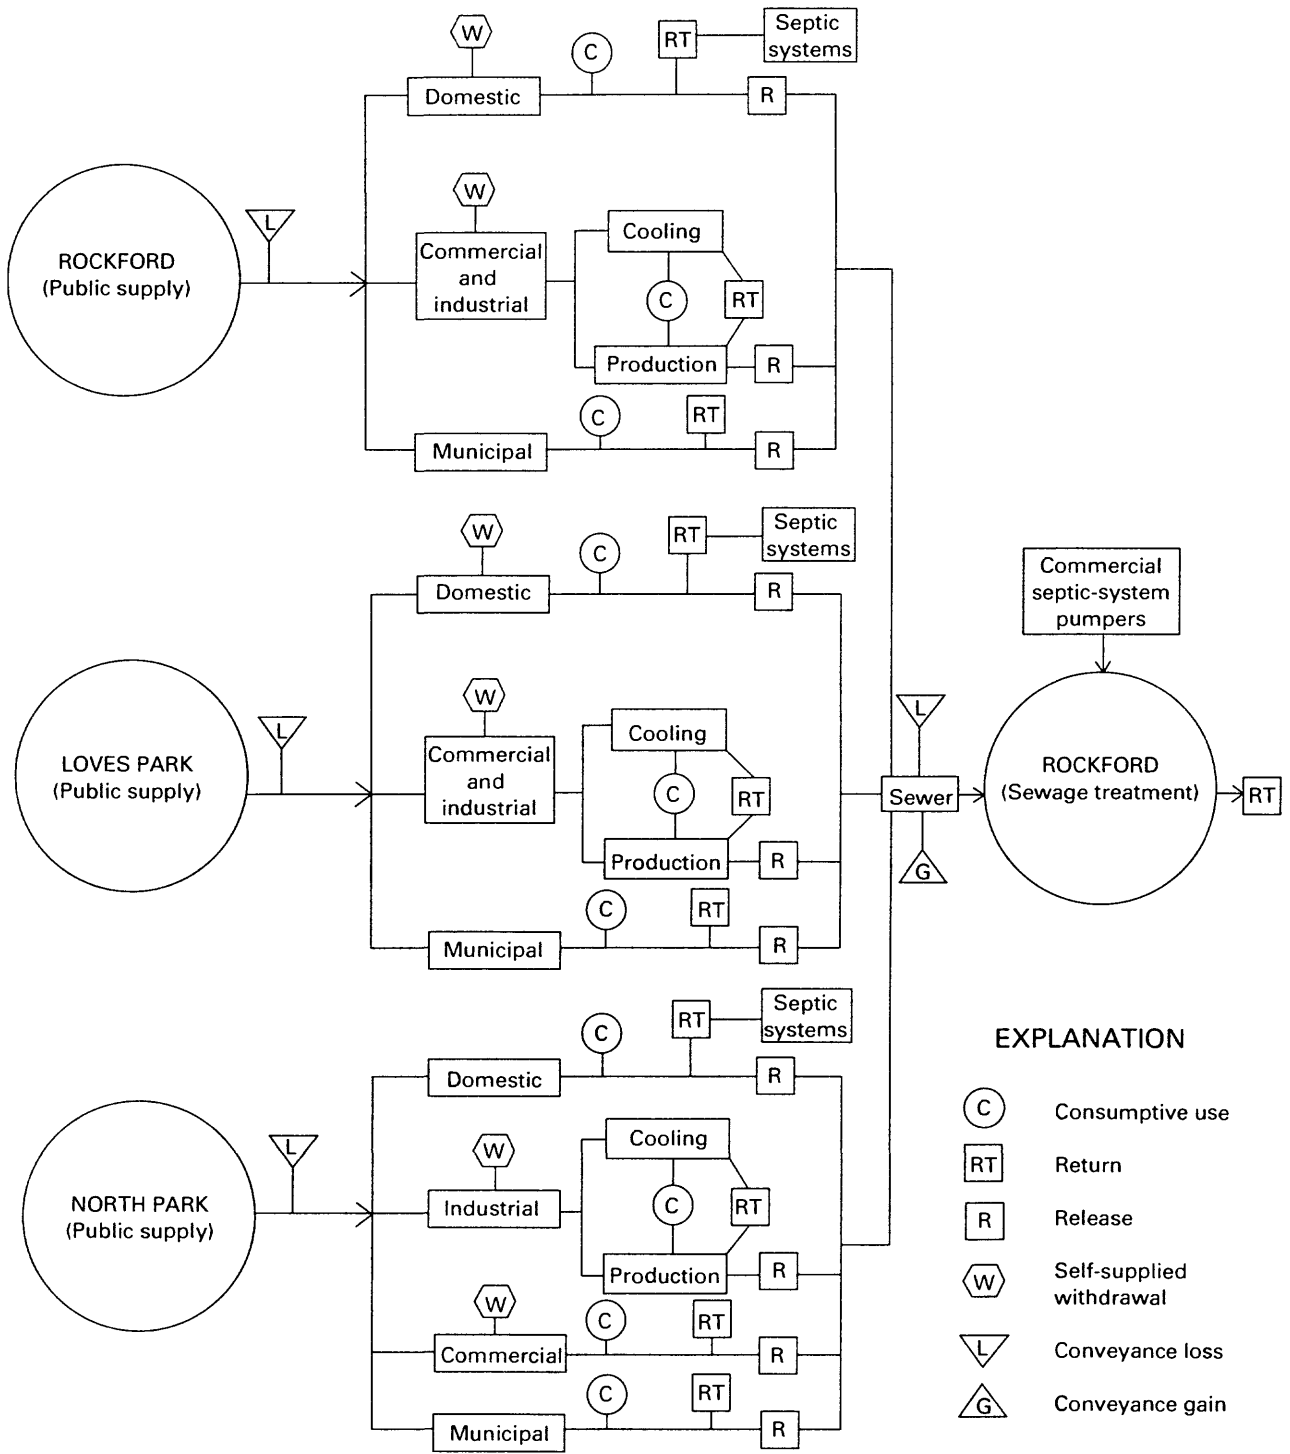 W
C
RT
Septic
systems
Domestic
R
ROCKFORD
(Public supply)
L
W
Commercial
and
industrial
Cooling
C
RT
Production
R
Municipal
C
RT
R
W
C
RT
Septic
systems
Domestic
R
LOVES PARK
(Public supply)
L
W
Commercial
and
industrial
Cooling
C
RT
Production
R
Municipal
C
RT
R
NORTH PARK
(Public supply)
L
Domestic
C
RT
Septic
systems
R
W
Industrial
Cooling
C
RT
Production
R
W
Commercial
C
RT
R
Municipal
C
RT
R
L
Sewer
G
Commercial
septic-system
pumpers
ROCKFORD
(Sewage treatment)
RT
EXPLANATION
C Consumptive use
RT Return
R Release
W Self-supplied
withdrawal
L Conveyance loss
G Conveyance gain